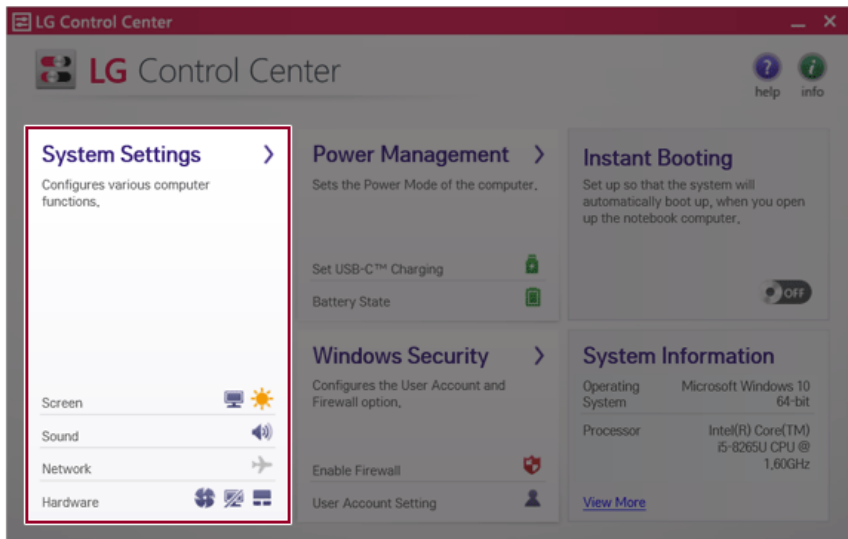 LG Control Center
LG Control Center
help
info
System Settings
Configures various computer
functions.
Screen
Sound
Network
Hardware
Power Management
Sets the Power Mode of the computer.
Set USB-C™ Charging
Battery State
Instant Booting
Set up so that the system will
automatically boot up, when you open
up the notebook computer.
OFF
Windows Security
Configures the User Account and
Firewall option.
Enable Firewall
User Account Setting
System Information
Operating System
Microsoft Windows 10
64-bit
Processor
Intel(R) Core(TM)
i5-8265U CPU @
1.60GHz
View More